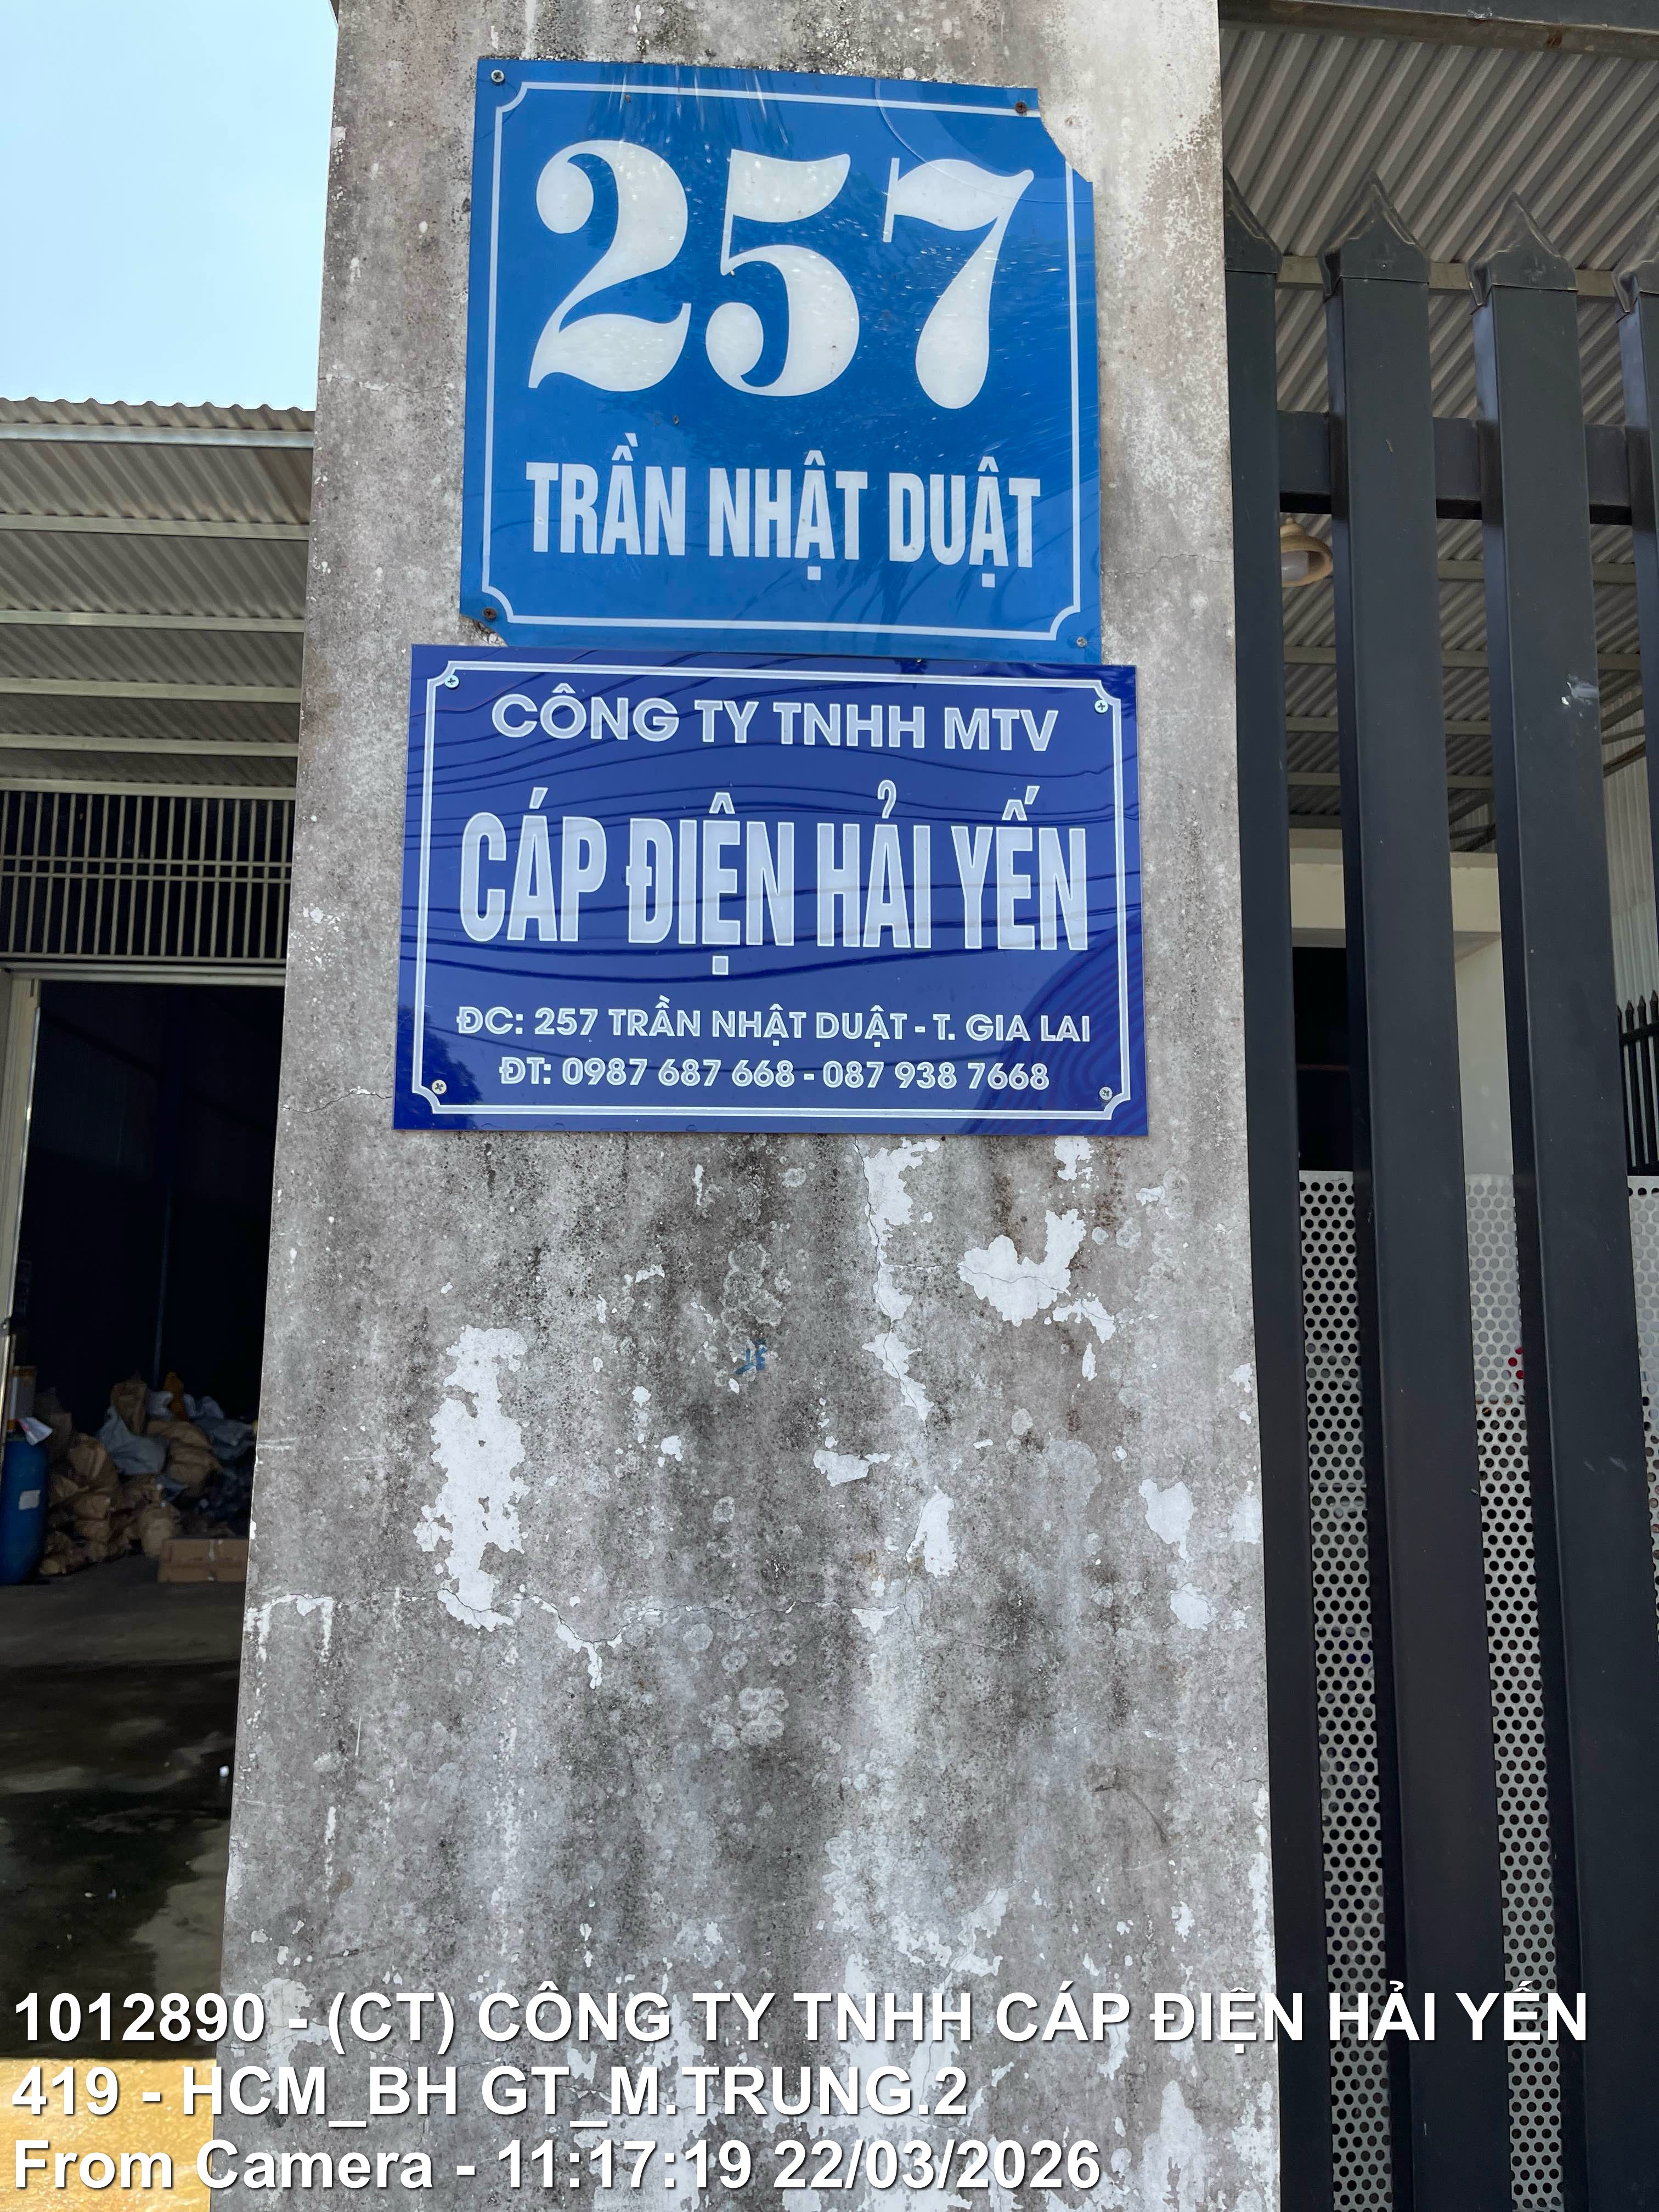 257
TRẦN NHẬT DUẬT
CÔNG TY TNHH MTV
CÁP ĐIỆN HẢI YẾN
ĐC: 257 TRẦN NHẬT DUẬT - T. GIA LAI
ĐT: 0987 687 668 - 087 938 7668
1012890 - (CT) CÔNG TY TNHH CÁP ĐIỆN HẢI YẾN
419 - HCM_BH GT_M.TRUNG.2
From Camera - 11:17:19 22/03/2026